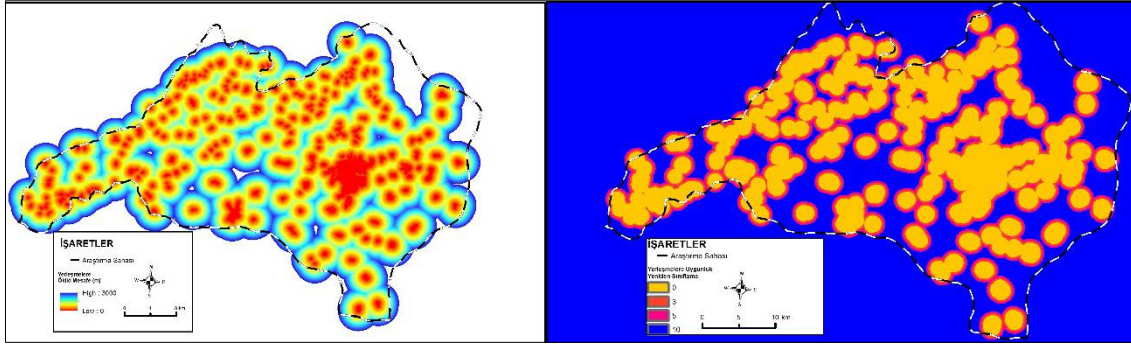 İŞARETLER
Araştırma Sahası
Yerleşmelere
Öklid Mesafe (m)
High : 3000
Low : 0
N
W
S
0
İŞARETLER
Araştırma Sahası
Yerleşmelere Uygunluk
Yeniden Sınıflama
0
3
5
10
N
W
S
0 5 10 km